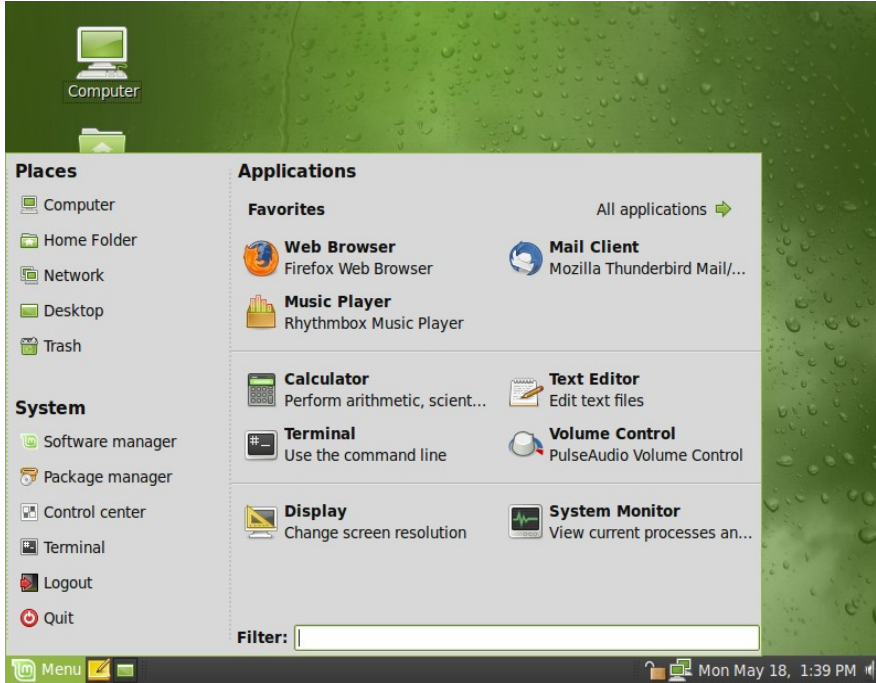 Computer
Places
Computer
Home Folder
Network
Desktop
Trash
System
Software manager
Package manager
Control center
Terminal
Logout
Quit
Applications
Favorites
All applications
Web Browser
Firefox Web Browser
Mail Client
Mozilla Thunderbird Mail/...
Music Player
Rhythmbox Music Player
Calculator
Perform arithmetic, scient...
Text Editor
Edit text files
Terminal
Use the command line
Volume Control
PulseAudio Volume Control
Display
Change screen resolution
System Monitor
View current processes an...
Filter:
Menu
Mon May 18, 1:39 PM